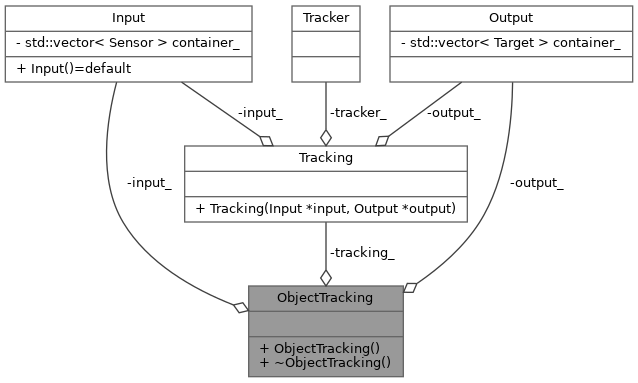 Input
- std::vector< Sensor > container_
+ Input()=default
Tracker
Output
- std::vector< Target > container_
-input_
-tracker_
-output_
Tracking
+ Tracking(Input *input, Output *output)
-input_
-output_
-tracking_
ObjectTracking
+ ObjectTracking()
+ ~ObjectTracking()